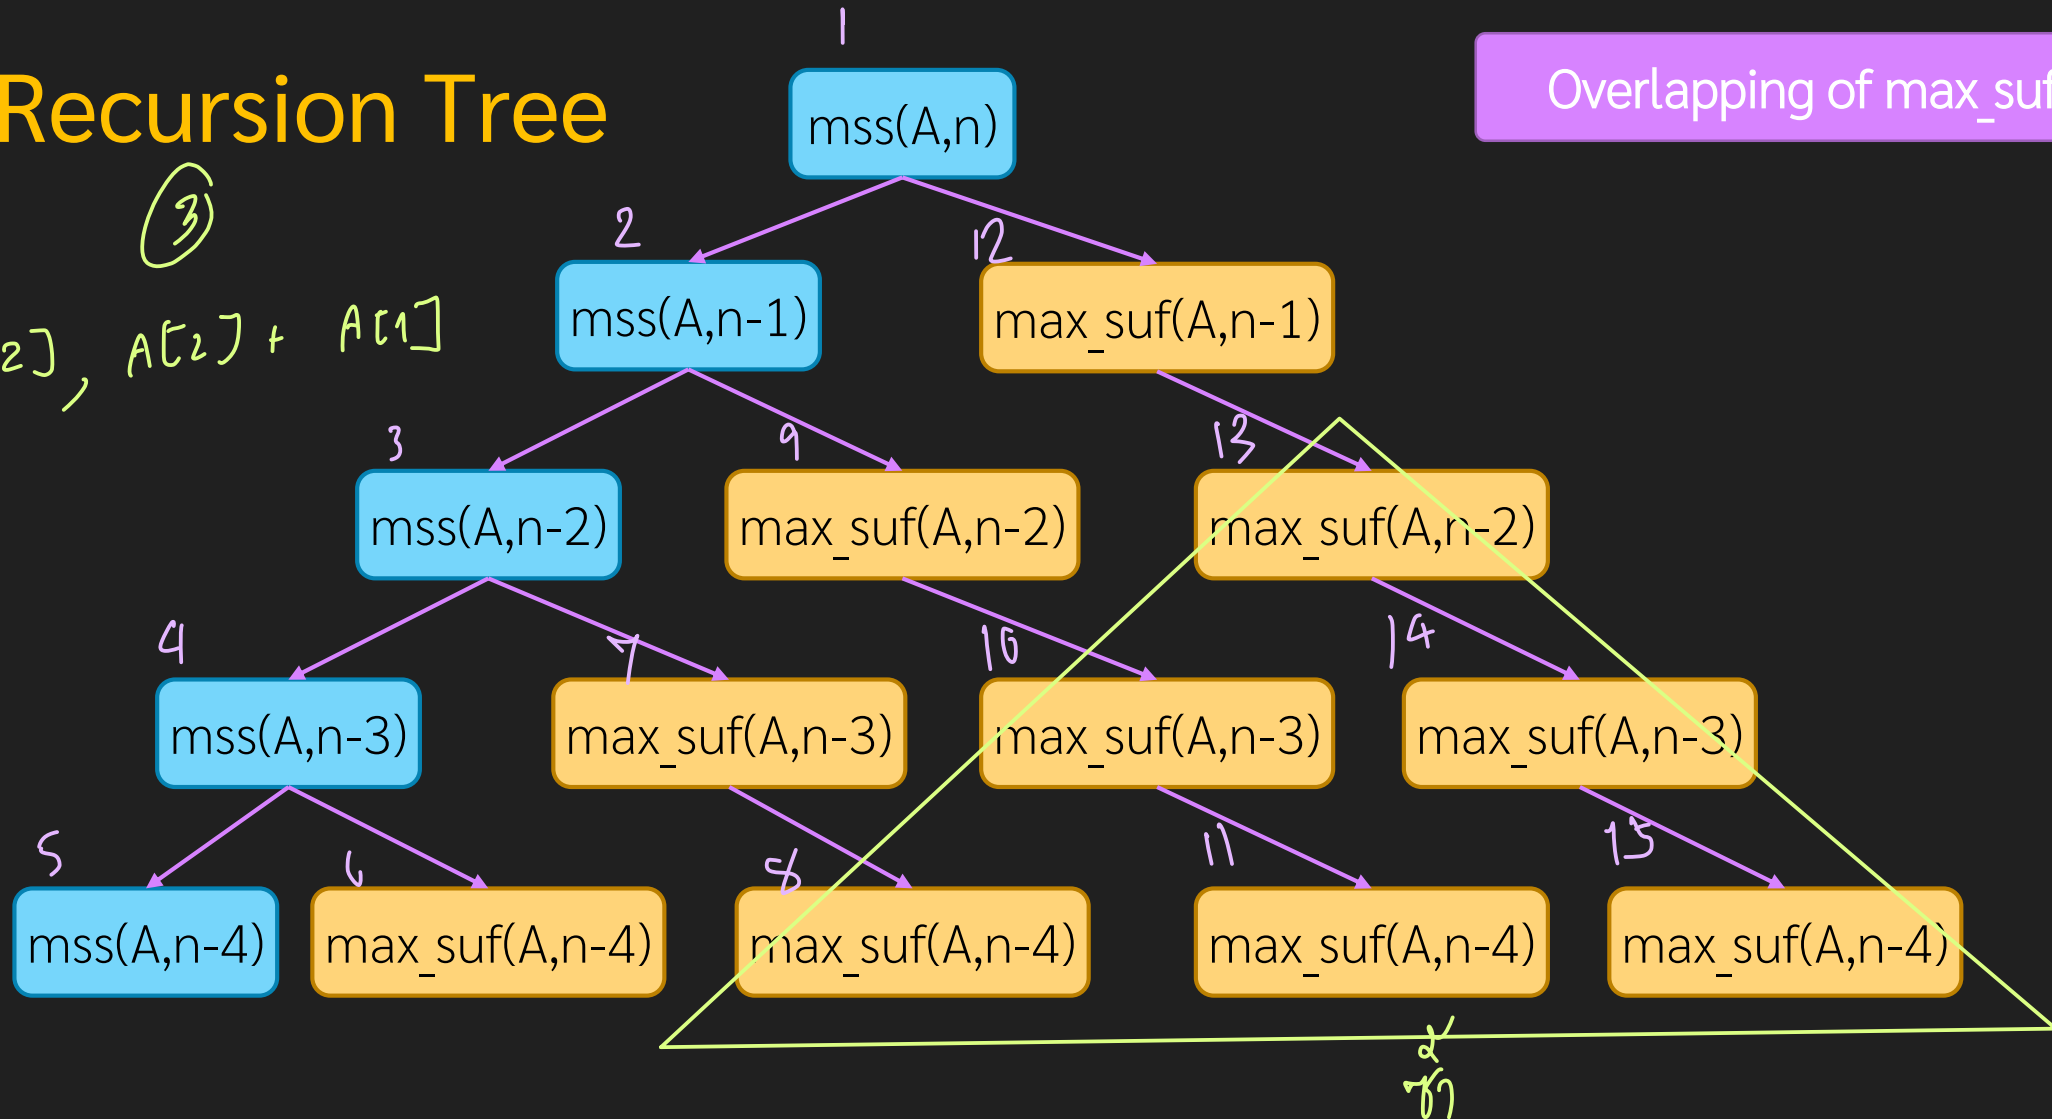 1
Recursion Tree
mss(A,n)
Overlapping of max_suf
3
2
12
mss(A,n-1)
max_suf(A,n-1)
2], A[2] + A[1]
3
9
13
mss(A,n-2)
max_suf(A,n-2)
max_suf(A,n-2)
4
7
10
14
mss(A,n-3)
max_suf(A,n-3)
max_suf(A,n-3)
max_suf(A,n-3)
5
6
8
11
15
mss(A,n-4)
max_suf(A,n-4)
max_suf(A,n-4)
max_suf(A,n-4)
max_suf(A,n-4)